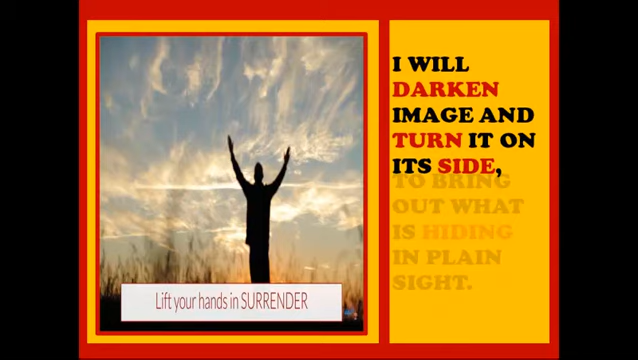 Lift your hands in SURRENDER
I WILL
DARKEN
IMAGE AND
TURN IT ON
ITS SIDE,
TO BRING
OUT WHAT
IS HIDING
IN PLAIN
SIGHT.